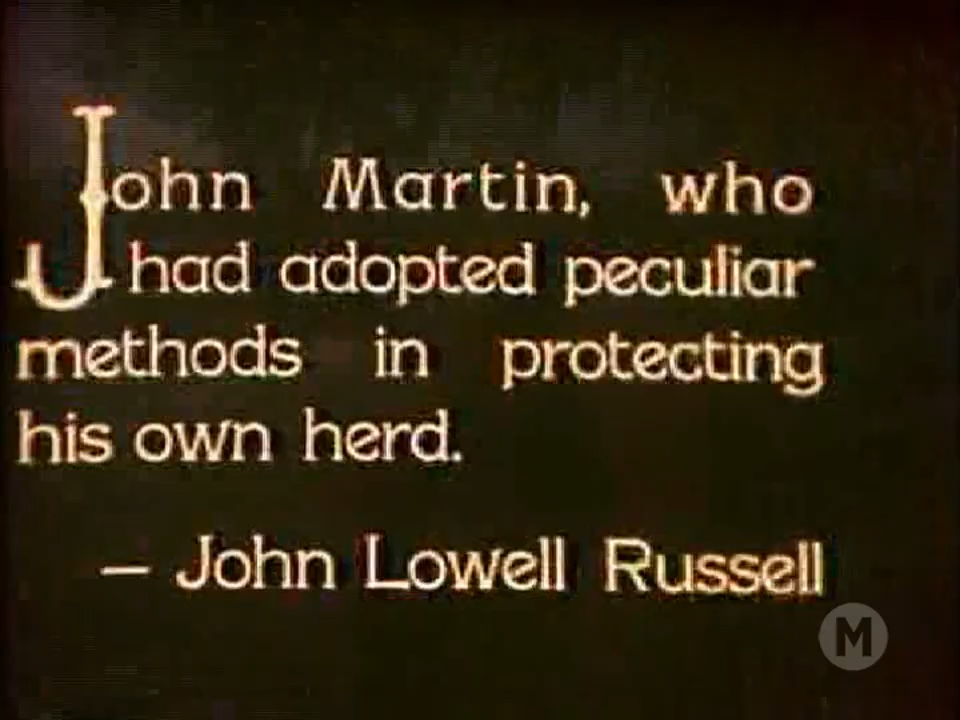 John Martin, who
had adopted peculiar
methods in protecting
his own herd.
– John Lowell Russell
M